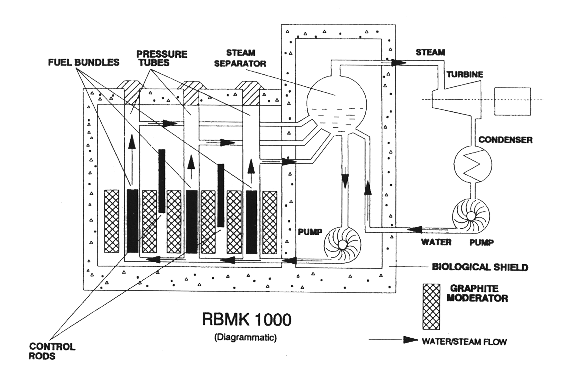 FUEL BUNDLES
PRESSURE
TUBES
STEAM
SEPARATOR
STEAM
TURBINE
CONDENSER
PUMP
WATER
PUMP
BIOLOGICAL SHIELD
GRAPHITE
MODERATOR
RBMK 1000
(Diagrammatic)
WATER/STEAM FLOW
CONTROL
RODS